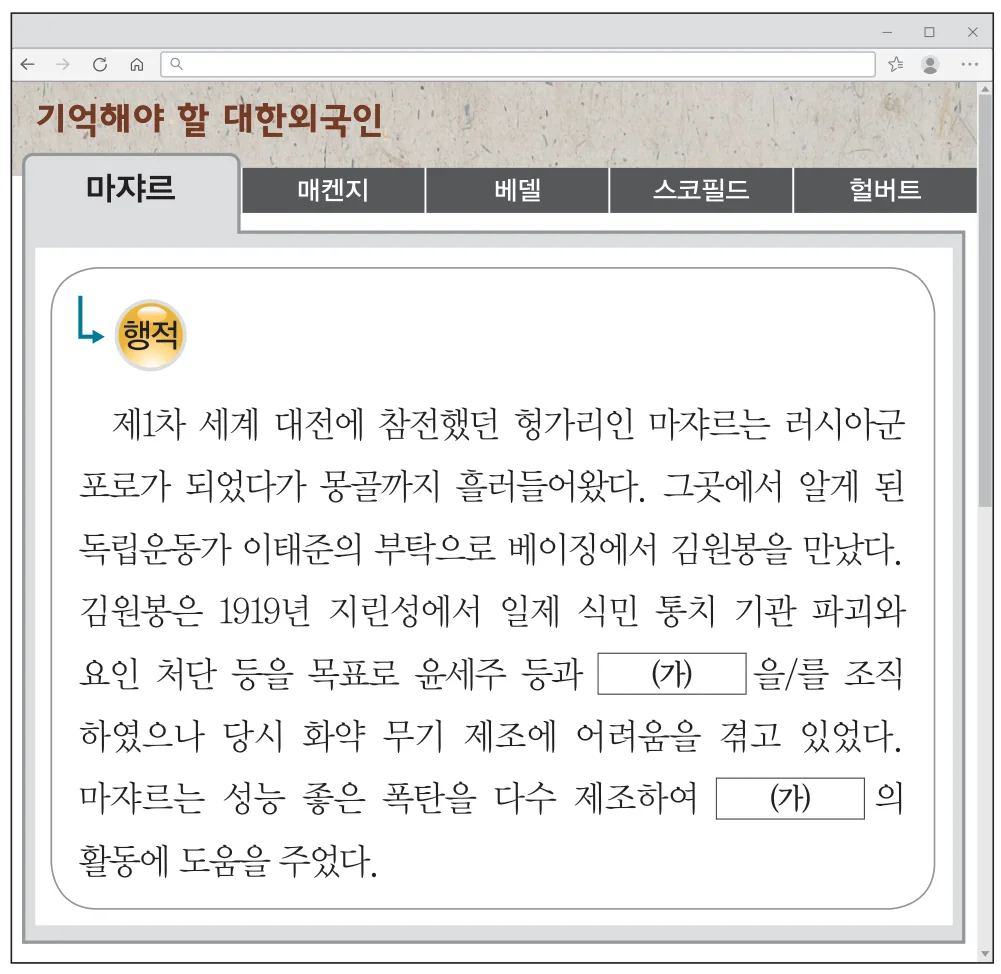 기억해야 할 대한외국인
마쟈르
매켄지
베델
스코필드
헐버트
행적
제1차 세계 대전에 참전했던 헝가리인 마쟈르는 러시아군
포로가 되었다가 몽골까지 흘러들어왔다. 그곳에서 알게 된
독립운동가 이태준의 부탁으로 베이징에서 김원봉을 만났다.
김원봉은 1919년 지린성에서 일제 식민 통치 기관 파괴와
요인 처단 등을 목표로 윤세주 등과 (가) 을/를 조직
하였으나 당시 화약 무기 제조에 어려움을 겪고 있었다.
마쟈르는 성능 좋은 폭탄을 다수 제조하여 (가) 의
활동에 도움을 주었다.